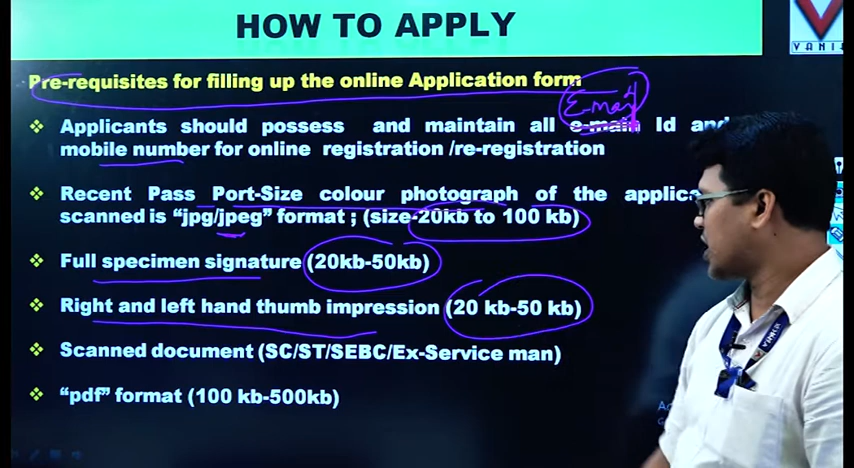 HOW TO APPLY
VANIK
Pre-requisites for filling up the online Application form
E-mail
❖ Applicants should possess and maintain all e-mail Id and
mobile number for online registration /re-registration
❖ Recent Pass Port-Size colour photograph of the
scanned is “jpg/jpeg” format ; (size-20kb to 100 kb)
❖ Full specimen signature (20kb-50kb)
❖ Right and left hand thumb impression (20 kb-50 kb)
❖ Scanned document (SC/ST/SEBC/Ex-Service man)
❖ “pdf” format (100 kb-500kb)